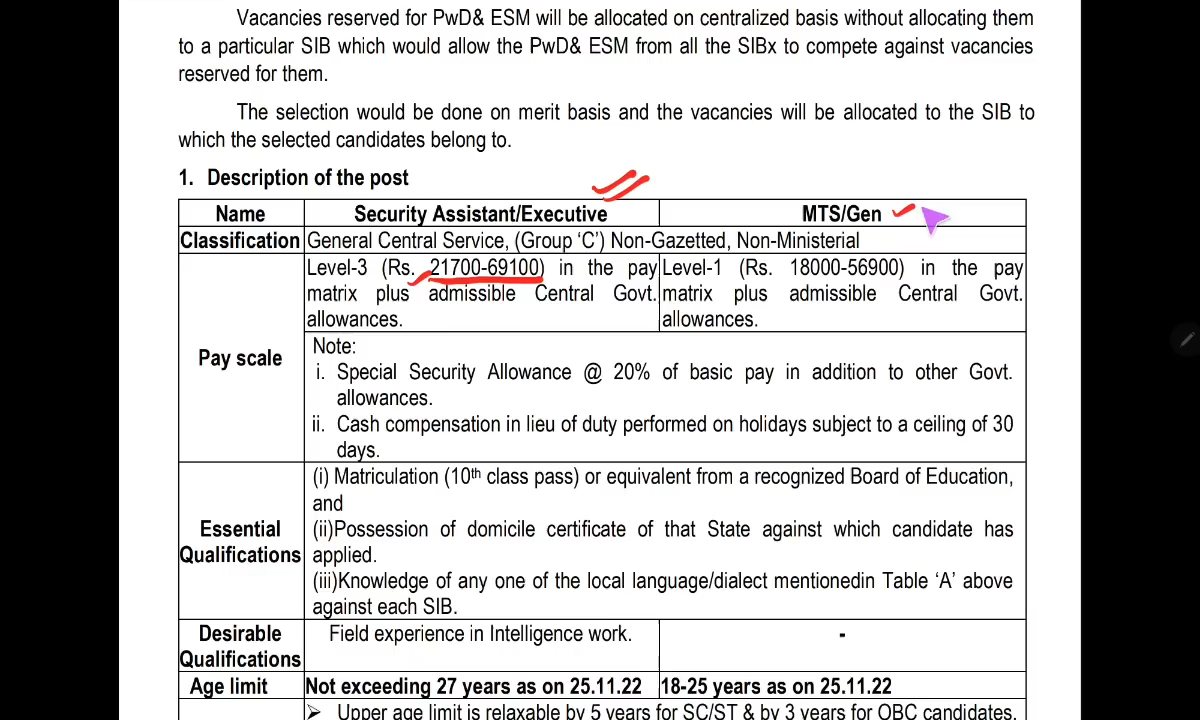 Vacancies reserved for PwD& ESM will be allocated on centralized basis without allocating them
to a particular SIB which would allow the PwD& ESM from all the SIBx to compete against vacancies
reserved for them.
The selection would be done on merit basis and the vacancies will be allocated to the SIB to
which the selected candidates belong to.
1. Description of the post
Name Security Assistant/Executive MTS/Gen
Classification General Central Service, (Group ‘C’) Non-Gazetted, Non-Ministerial
Pay scale
Level-3 (Rs. 21700-69100) in the pay
matrix plus admissible Central Govt.
allowances.
Level-1 (Rs. 18000-56900) in the pay
matrix plus admissible Central Govt.
allowances.
Note:
i. Special Security Allowance @ 20% of basic pay in addition to other Govt.
allowances.
ii. Cash compensation in lieu of duty performed on holidays subject to a ceiling of 30
days.
Essential
Qualifications
(i) Matriculation (10th class pass) or equivalent from a recognized Board of Education,
and
(ii)Possession of domicile certificate of that State against which candidate has
applied.
(iii)Knowledge of any one of the local language/dialect mentionedin Table ‘A’ above
against each SIB.
Desirable
Qualifications
Field experience in Intelligence work. -
Age limit Not exceeding 27 years as on 25.11.22 18-25 years as on 25.11.22
➢ Upper age limit is relaxable by 5 years for SC/ST & by 3 years for OBC candidates.